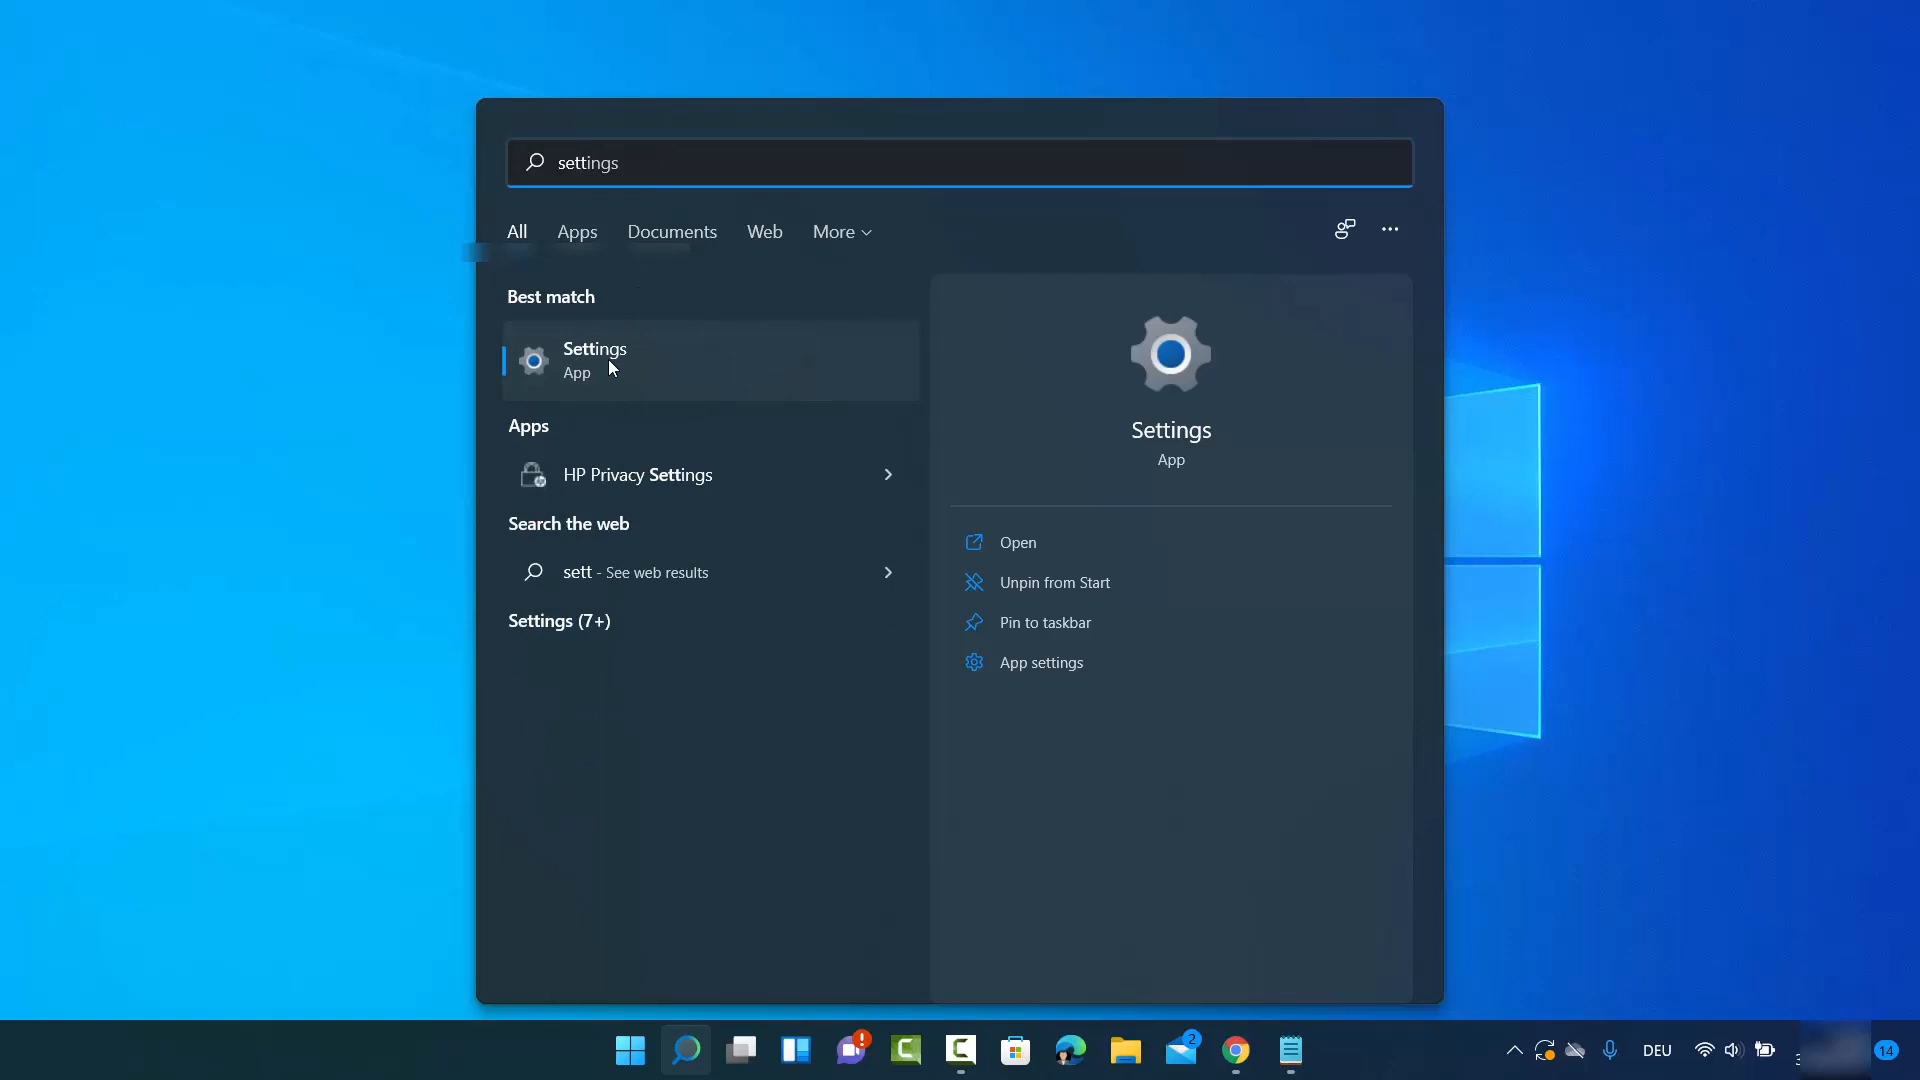 settings
All Apps Documents Web More
Best match
Settings
App
Apps
HP Privacy Settings
Search the web
sett - See web results
Settings (7+)
Settings
App
Open
Unpin from Start
Pin to taskbar
App settings
2
DEU
14